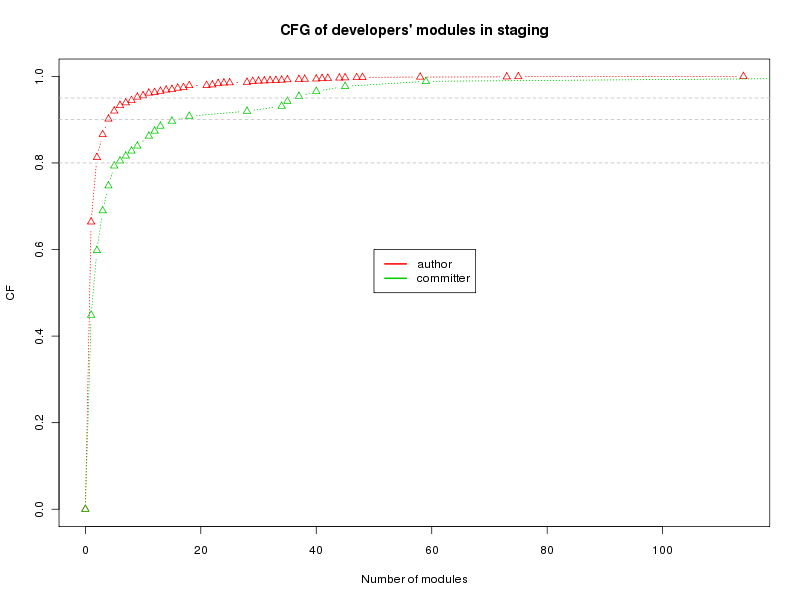 CFG of developers' modules in staging
1.0
0.8
0.6
0.4
0.2
0.0
CF
author
committer
0 20 40 60 80 100
Number of modules